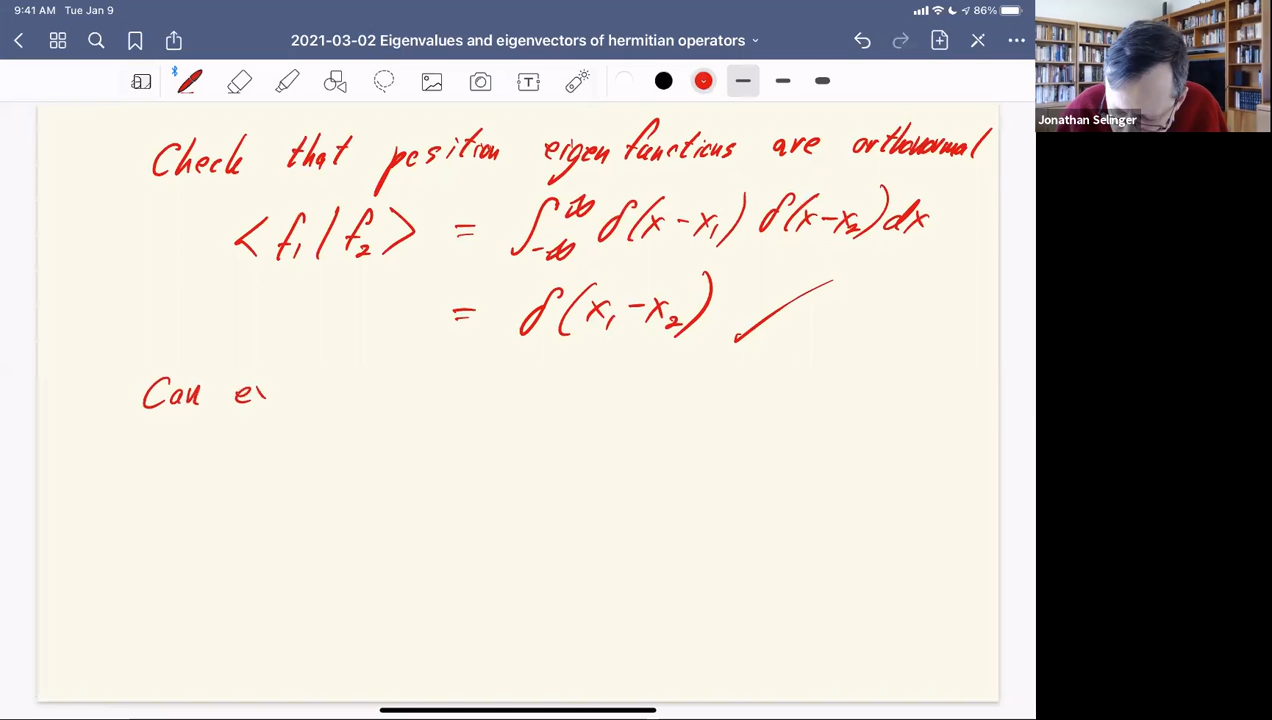 9:41 AM Tue Jan 9
86%
2021-03-02 Eigenvalues and eigenvectors of hermitian operators
Jonathan Selinger
Check that position eigenfunctions are orthonormal
<f₁|f₂> = ∫_{-∞}^{∞} δ(x-x₁) δ(x-x₂)dx
= δ(x₁-x₂) ✓
Can